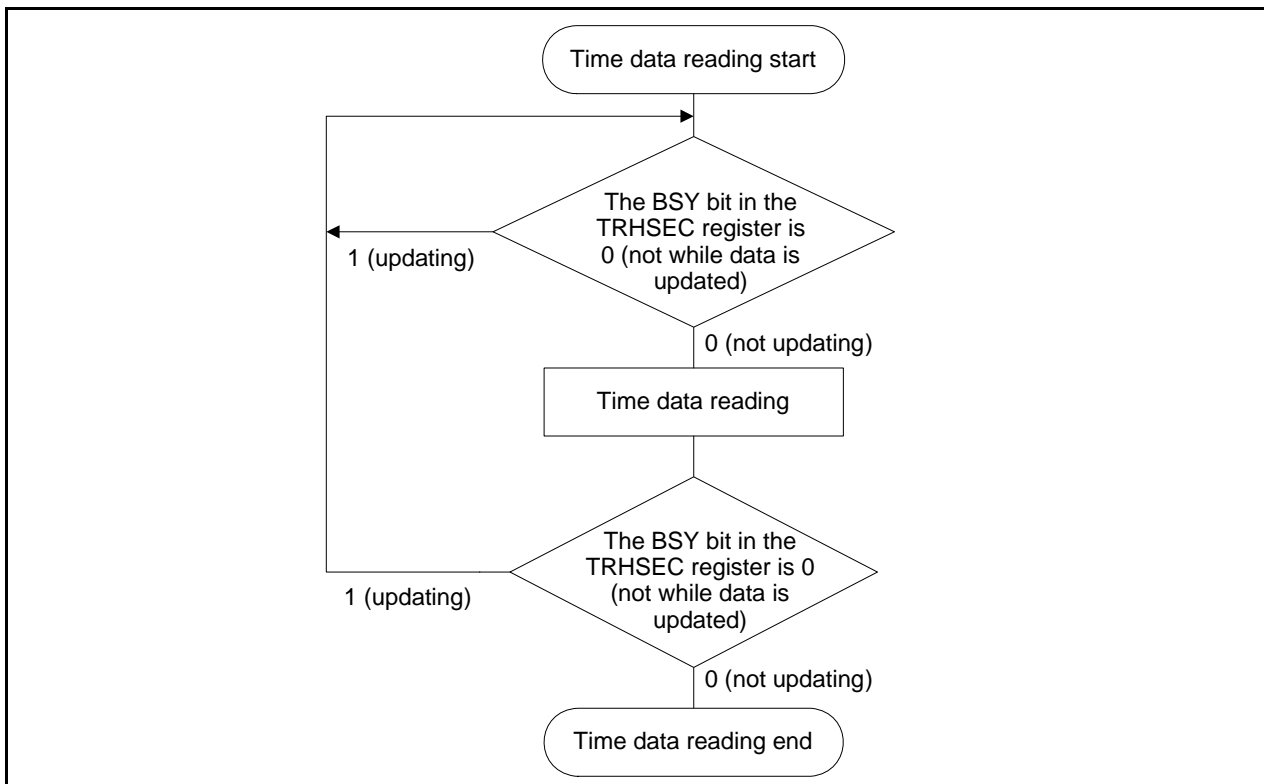 Time data reading start
The BSY bit in the
TRHSEC register is
0 (not while data is
updated)
1 (updating)
0 (not updating)
Time data reading
The BSY bit in the
TRHSEC register is 0
(not while data is
updated)
1 (updating)
0 (not updating)
Time data reading end